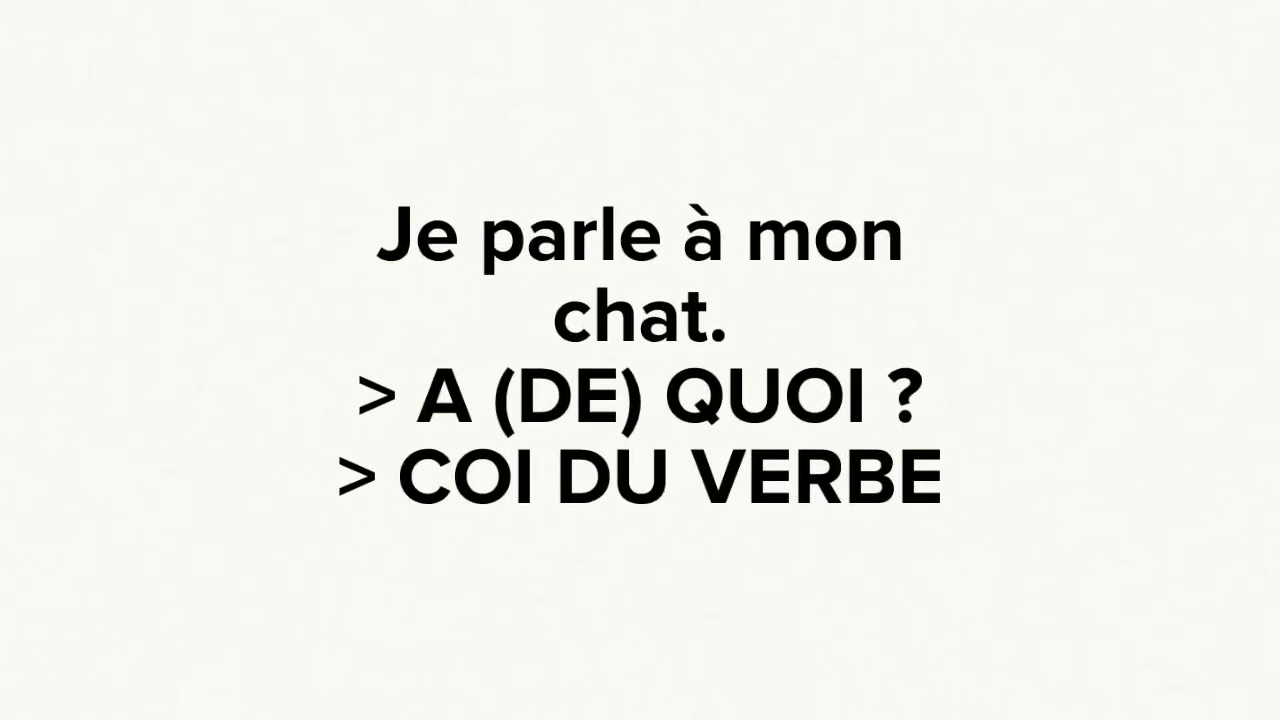 Je parle à mon
chat.
> A (DE) QUOI ?
> COI DU VERBE